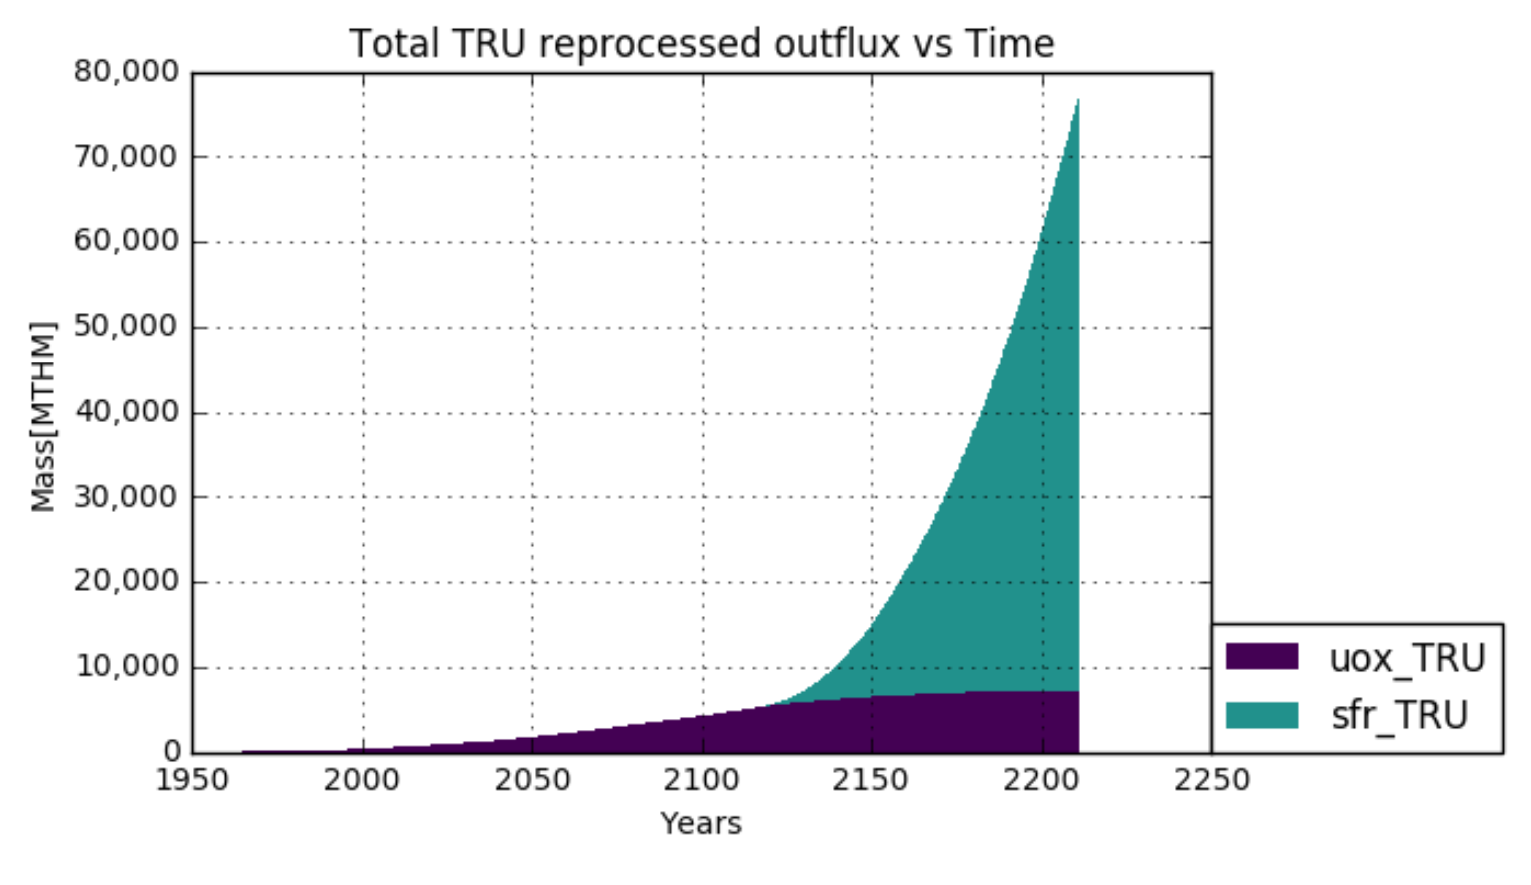 Total TRU reprocessed outflux vs Time
80,000
70,000
60,000
50,000
40,000
30,000
20,000
10,000
0
Mass[MTHM]
1950 2000 2050 2100 2150 2200 2250
Years
uox_TRU
sfr_TRU